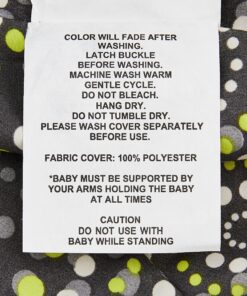 COLOR WILL FADE AFTER
WASHING.
LATCH BUCKLE
BEFORE WASHING.
MACHINE WASH WARM
GENTLE CYCLE.
DO NOT BLEACH.
HANG DRY.
DO NOT TUMBLE DRY.
PLEASE WASH COVER SEPARATELY
BEFORE USE.
FABRIC COVER: 100% POLYESTER
*BABY MUST BE SUPPORTED BY
YOUR ARMS HOLDING THE BABY
AT ALL TIMES
CAUTION
DO NOT USE WITH
BABY WHILE STANDING